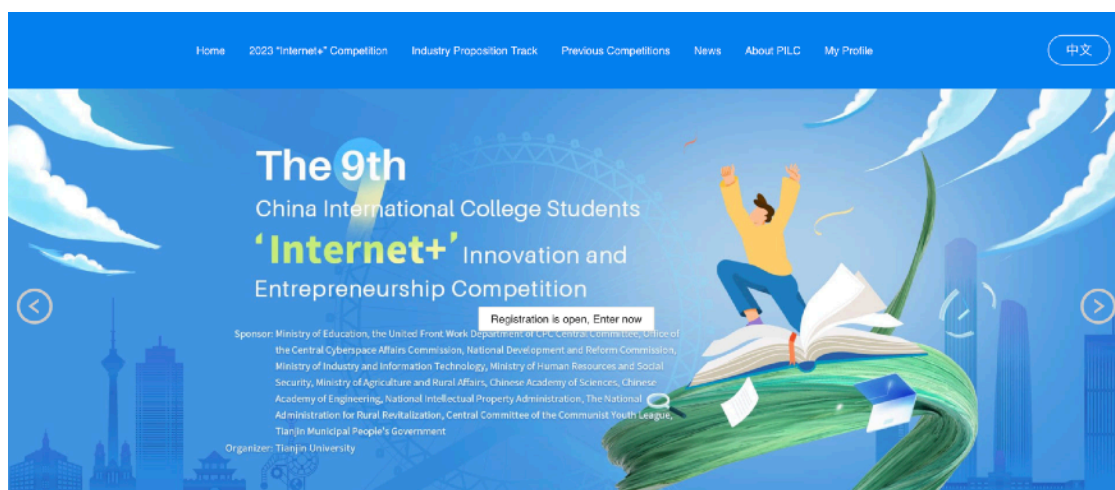 Home 2023 "Internet+" Competition Industry Proposition Track Previous Competitions News About PILC My Profile 中文
The 9th
China International College Students
‘Internet+’ Innovation and
Entrepreneurship Competition
Registration is open, Enter now
Sponsor: Ministry of Education, the United Front Work Department of CPC Central Committee, Office of
the Central Cyberspace Affairs Commission, National Development and Reform Commission,
Ministry of Industry and Information Technology, Ministry of Human Resources and Social
Security, Ministry of Agriculture and Rural Affairs, Chinese Academy of Sciences, Chinese
Academy of Engineering, National Intellectual Property Administration, The National
Administration for Rural Revitalization, Central Committee of the Communist Youth League,
Tianjin Municipal People's Government
Organizer: Tianjin University